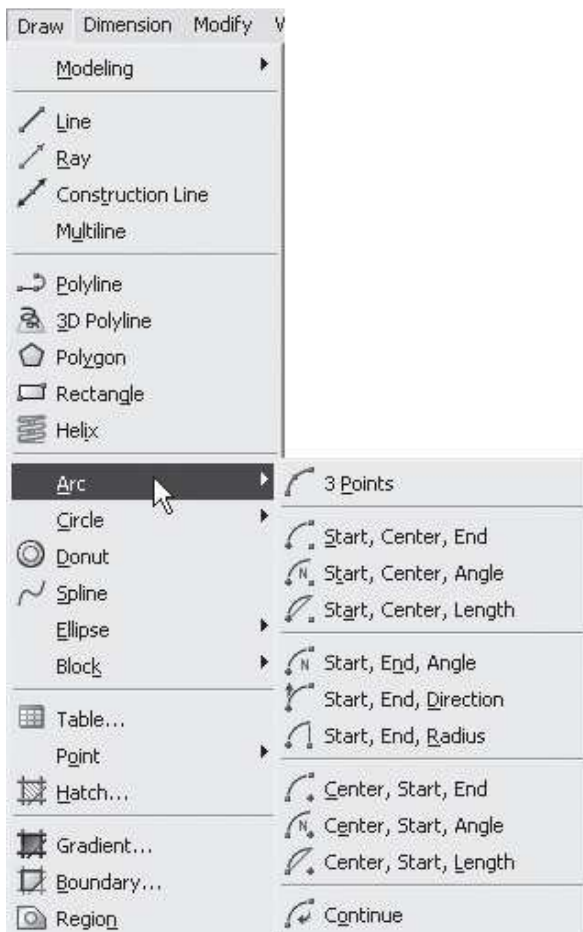 Draw Dimension Modify
Modeling
Line
Ray
Construction Line
Multiline
Polyline
3D Polyline
Polygon
Rectangle
Helix
Arc
Circle
Donut
Spline
Ellipse
Block
Table...
Point
Hatch...
Gradient...
Boundary...
Region
3 Points
Start, Center, End
Start, Center, Angle
Start, Center, Length
Start, End, Angle
Start, End, Direction
Start, End, Radius
Center, Start, End
Center, Start, Angle
Center, Start, Length
Continue